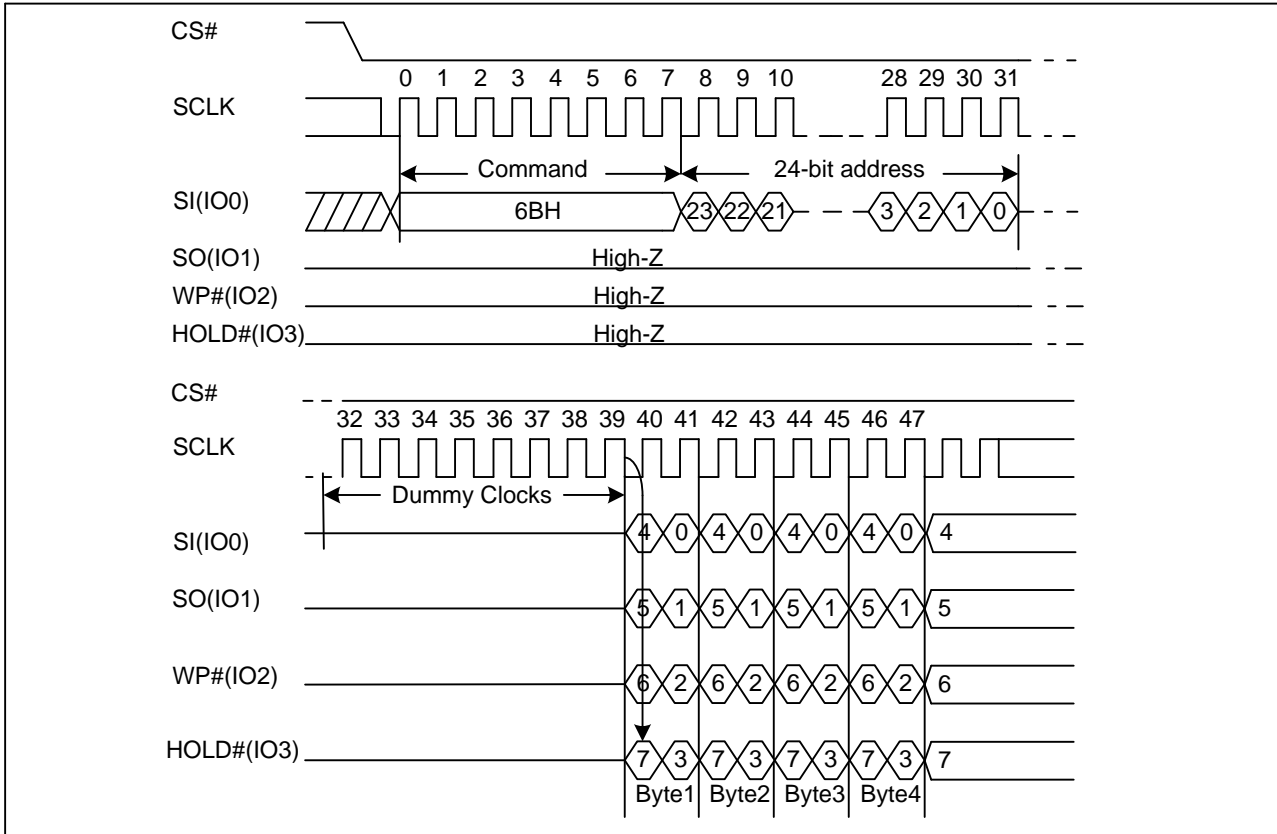 CS#
0 1 2 3 4 5 6 7 8 9 10 28 29 30 31
SCLK
Command 24-bit address
SI(IO0) 6BH 23 22 21 3 2 1 0
SO(IO1) High-Z
WP#(IO2) High-Z
HOLD#(IO3) High-Z
CS#
32 33 34 35 36 37 38 39 40 41 42 43 44 45 46 47
SCLK
Dummy Clocks
SI(IO0) 4 0 4 0 4 0 4 0 4
SO(IO1) 5 1 5 1 5 1 5 1 5
WP#(IO2) 6 2 6 2 6 2 6 2 6
HOLD#(IO3) 7 3 7 3 7 3 7 3 7
Byte1 Byte2 Byte3 Byte4